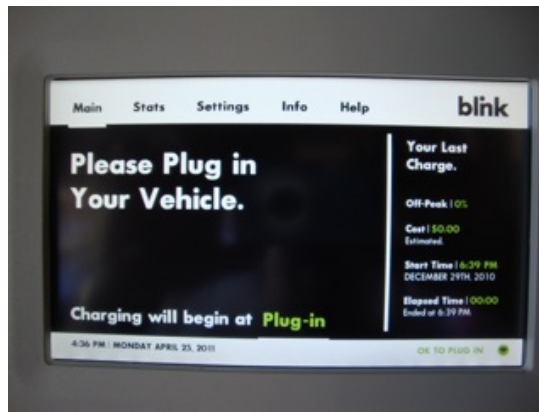 Main Stats Settings Info Help
blink
Please Plug in
Your Vehicle.
Charging will begin at Plug-in
Your Last
Charge.
Off-Peak | 0%
Cost | $0.00
Estimated.
Start Time | 6:39 PM
DECEMBER 29TH, 2010
Elapsed Time | 00:00
Ended at 6:39 PM
4:36 PM | MONDAY APRIL 25, 2011
OK TO PLUG IN